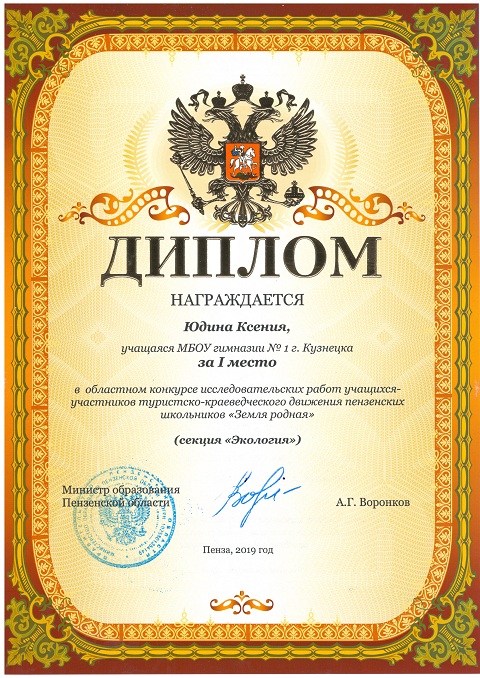 ДИПЛОМ
НАГРАЖДАЕТСЯ
Юдина Ксения,
учащаяся МБОУ гимназии № 1 г. Кузнецка
за I место
в областном конкурсе исследовательских работ учащихся-
участников туристско-краеведческого движения пензенских
школьников «Земля родная»
(секция «Экология»)
Министр образования
Пензенской области
А.Г. Воронков
Пенза, 2019 год